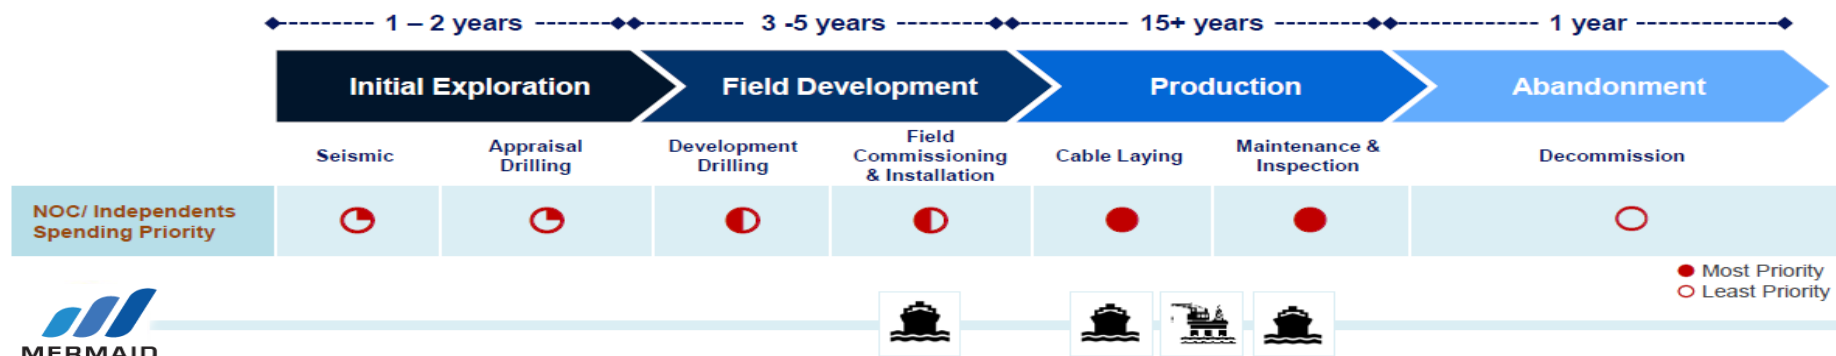 1 – 2 years
3 -5 years
15+ years
1 year
Initial Exploration
Field Development
Production
Abandonment
Seismic
Appraisal
Drilling
Development
Drilling
Field
Commissioning
& Installation
Cable Laying
Maintenance &
Inspection
Decommission
NOC/ Independents
Spending Priority
Most Priority
Least Priority
MERMAID